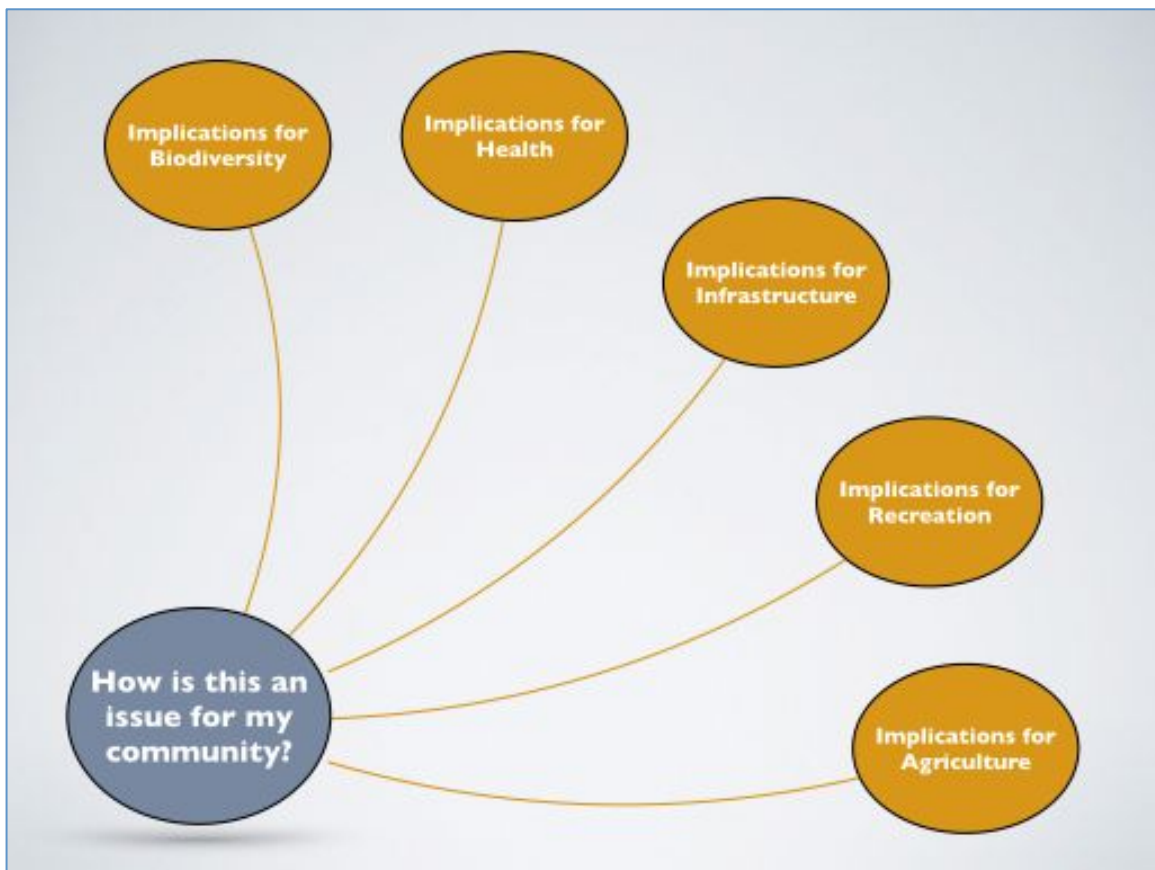 Implications for
Biodiversity
Implications for
Health
Implications for
Infrastructure
Implications for
Recreation
How is this an
issue for my
community?
Implications for
Agriculture